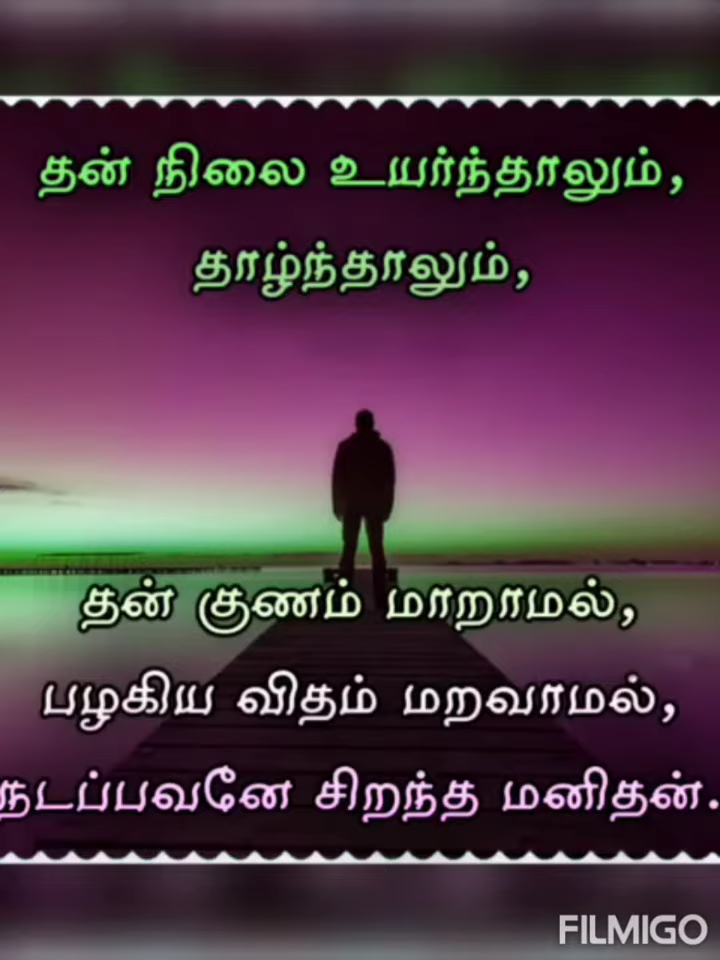 தன் நிலை உயர்ந்தாலும்,
தாழ்ந்தாலும்,
தன் குணம் மாறாமல்,
பழகிய விதம் மறவாமல்,
நடப்பவனே சிறந்த மனிதன்.
FILMIGO